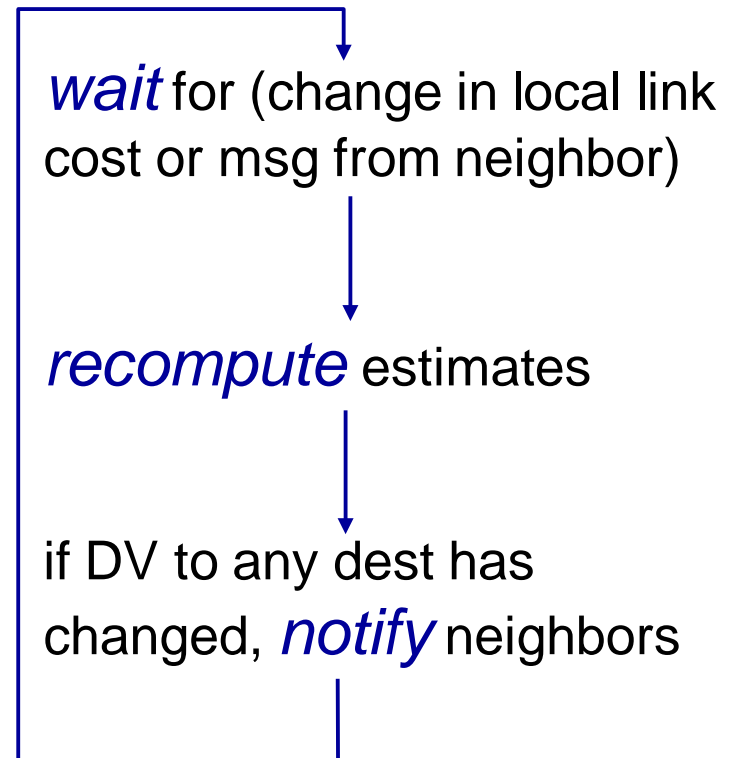 wait for (change in local link
cost or msg from neighbor)
recompute estimates
if DV to any dest has
changed, notify neighbors